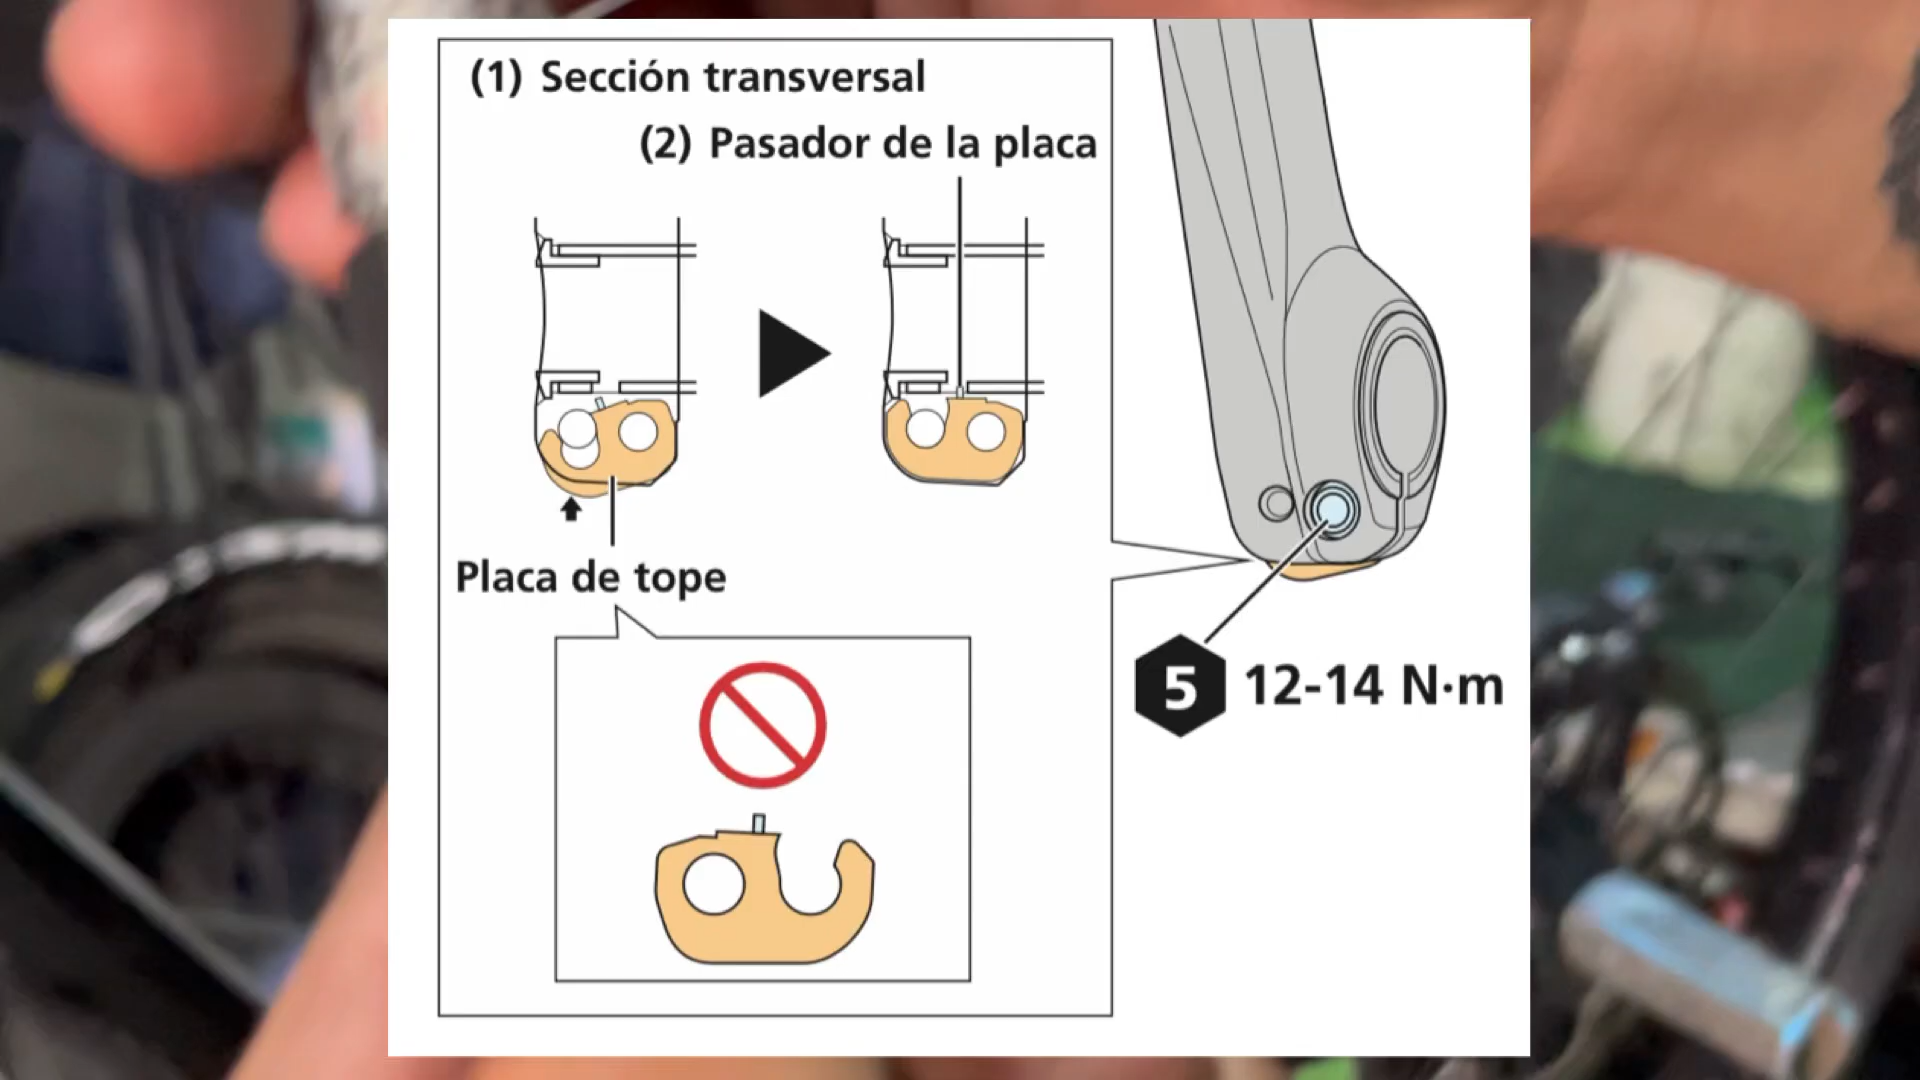 (1) Sección transversal
(2) Pasador de la placa
Placa de tope
5 12-14 N·m